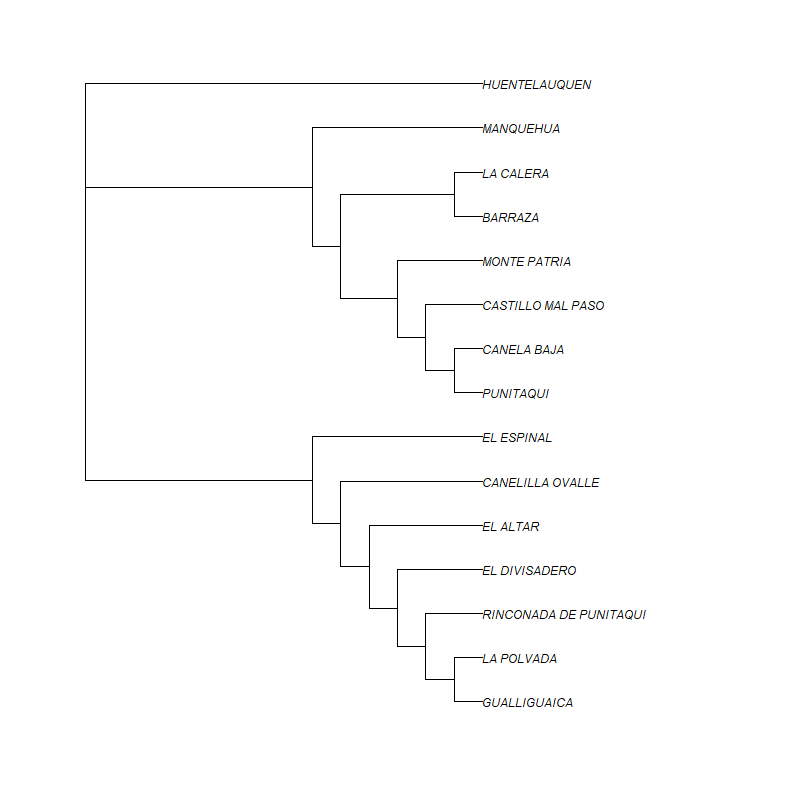 HUENTELAUQUEN
MANQUEHUA
LA CALERA
BARRAZA
MONTE PATRIA
CASTILLO MAL PASO
CANELA BAJA
PUNITAQUI
EL ESPINAL
CANELILLA OVALLE
EL ALTAR
EL DIVISADERO
RINCONADA DE PUNITAQUI
LA POLVADA
GUALLIGUAICA